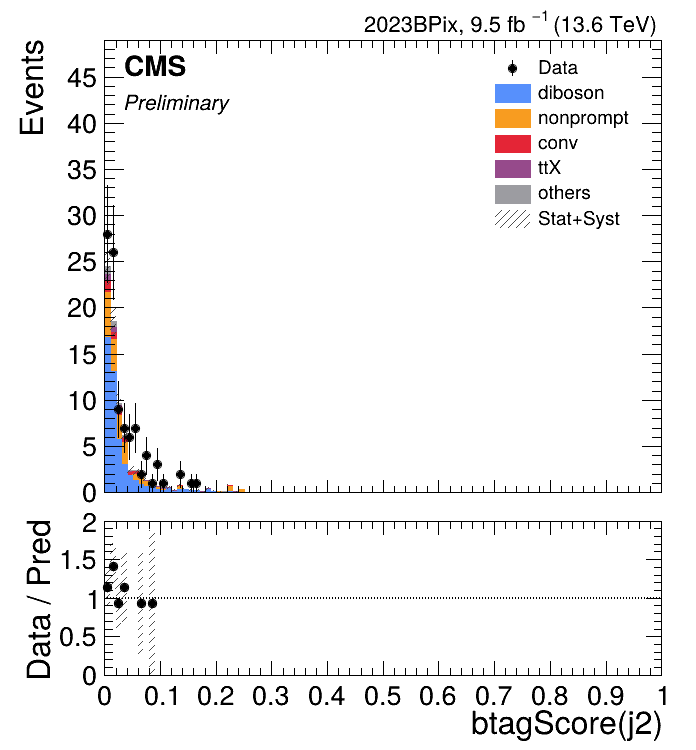 2023BPix, 9.5 fb⁻¹ (13.6 TeV)
CMS
Preliminary
Events
45
40
35
30
25
20
15
10
5
0
Data
diboson
nonprompt
conv
ttX
others
Stat+Syst
Data / Pred
2
1.5
1
0.5
0
0 0.1 0.2 0.3 0.4 0.5 0.6 0.7 0.8 0.9 1
btagScore(j2)